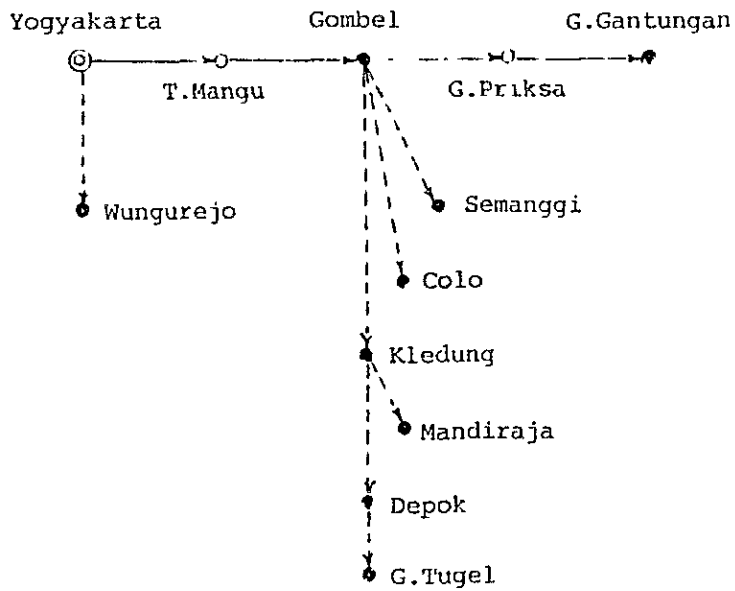 Yogyakarta Gombel G.Gantungan
T.Mangu G.Priksa
Wungurejo Semanggi
Colo
Kledung
Mandiraja
Depok
G.Tugel